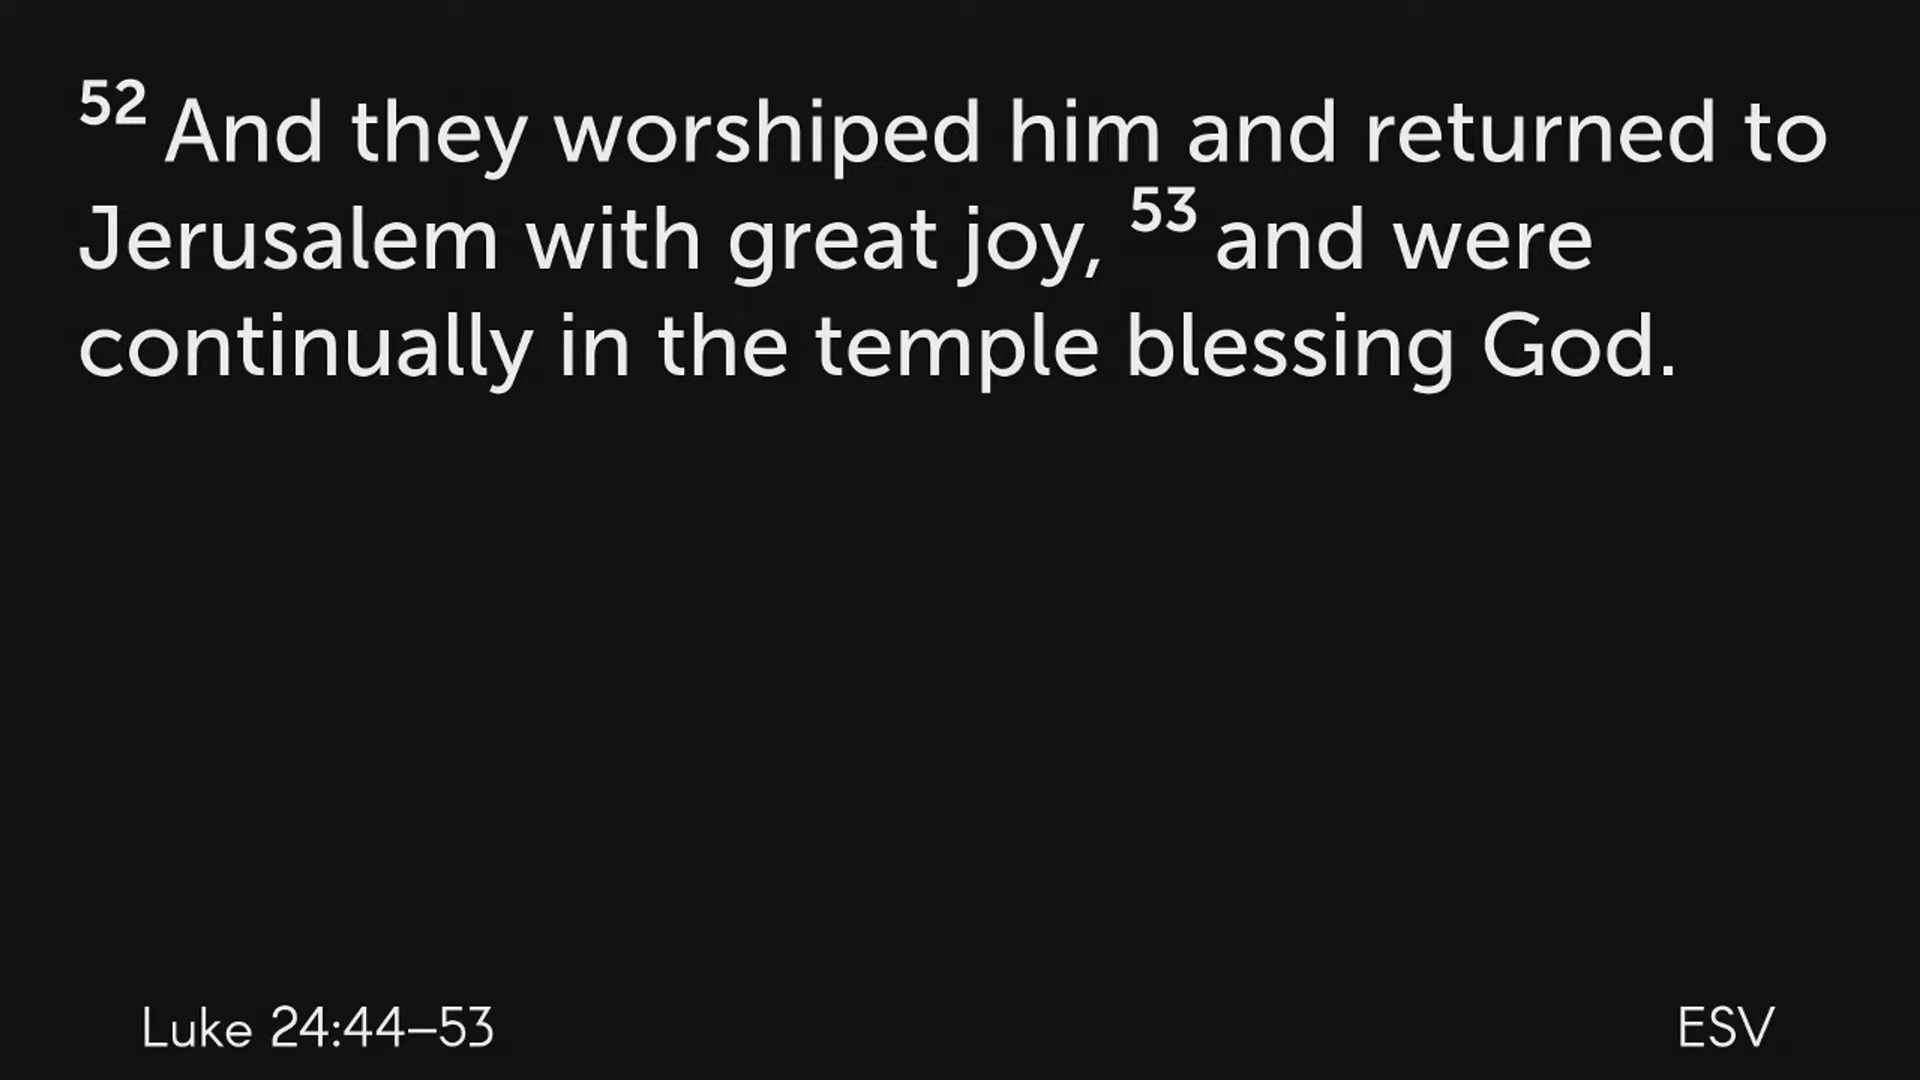 52 And they worshiped him and returned to
Jerusalem with great joy, 53 and were
continually in the temple blessing God.
Luke 24:44–53
ESV